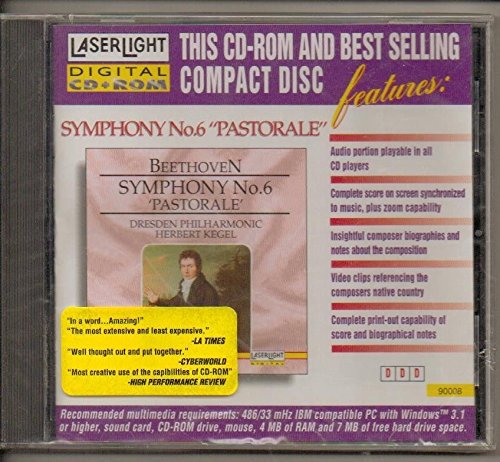 LASERLIGHT
DIGITAL
CD-ROM
THIS CD-ROM AND BEST SELLING
COMPACT DISC
features:
SYMPHONY No.6 "PASTORALE"
BEETHOVEN
SYMPHONY No.6
'PASTORALE'
DRESDEN PHILHARMONIC
HERBERT KEGEL
LASERLIGHT
DIGITAL
Audio portion playable in all
CD players
Complete score on screen synchronized
to music, plus zoom capability
Insightful composer biographies and
notes about the composition
Video clips referencing the
composers native country
Complete print-out capability of
score and biographical notes
"In a word...Amazing!"
"The most extensive and least expensive."
-LA TIMES
"Well thought out and put together."
-CYBERWORLD
"Most creative use of the capibilities of CD-ROM"
-HIGH PERFORMANCE REVIEW
D D D
90008
Recommended multimedia requirements: 486/33 mHz IBM compatible PC with Windows™ 3.1
or higher, sound card, CD-ROM drive, mouse, 4 MB of RAM and 7 MB of free hard drive space.